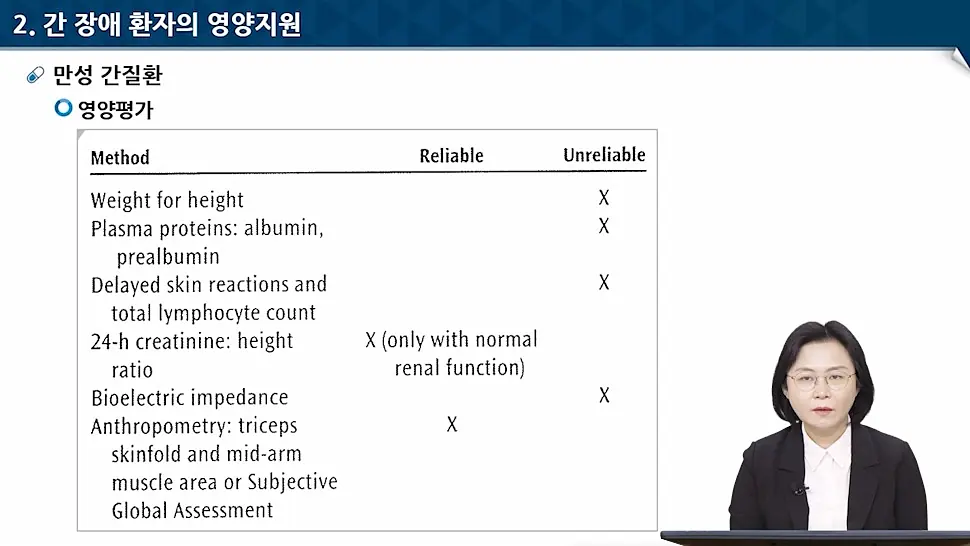 2. 간 장애 환자의 영양지원
만성 간질환
영양평가
Method Reliable Unreliable
Weight for height X
Plasma proteins: albumin, X
prealbumin
Delayed skin reactions and X
total lymphocyte count
24-h creatinine: height X (only with normal
ratio renal function)
Bioelectric impedance X
Anthropometry: triceps X
skinfold and mid-arm
muscle area or Subjective
Global Assessment